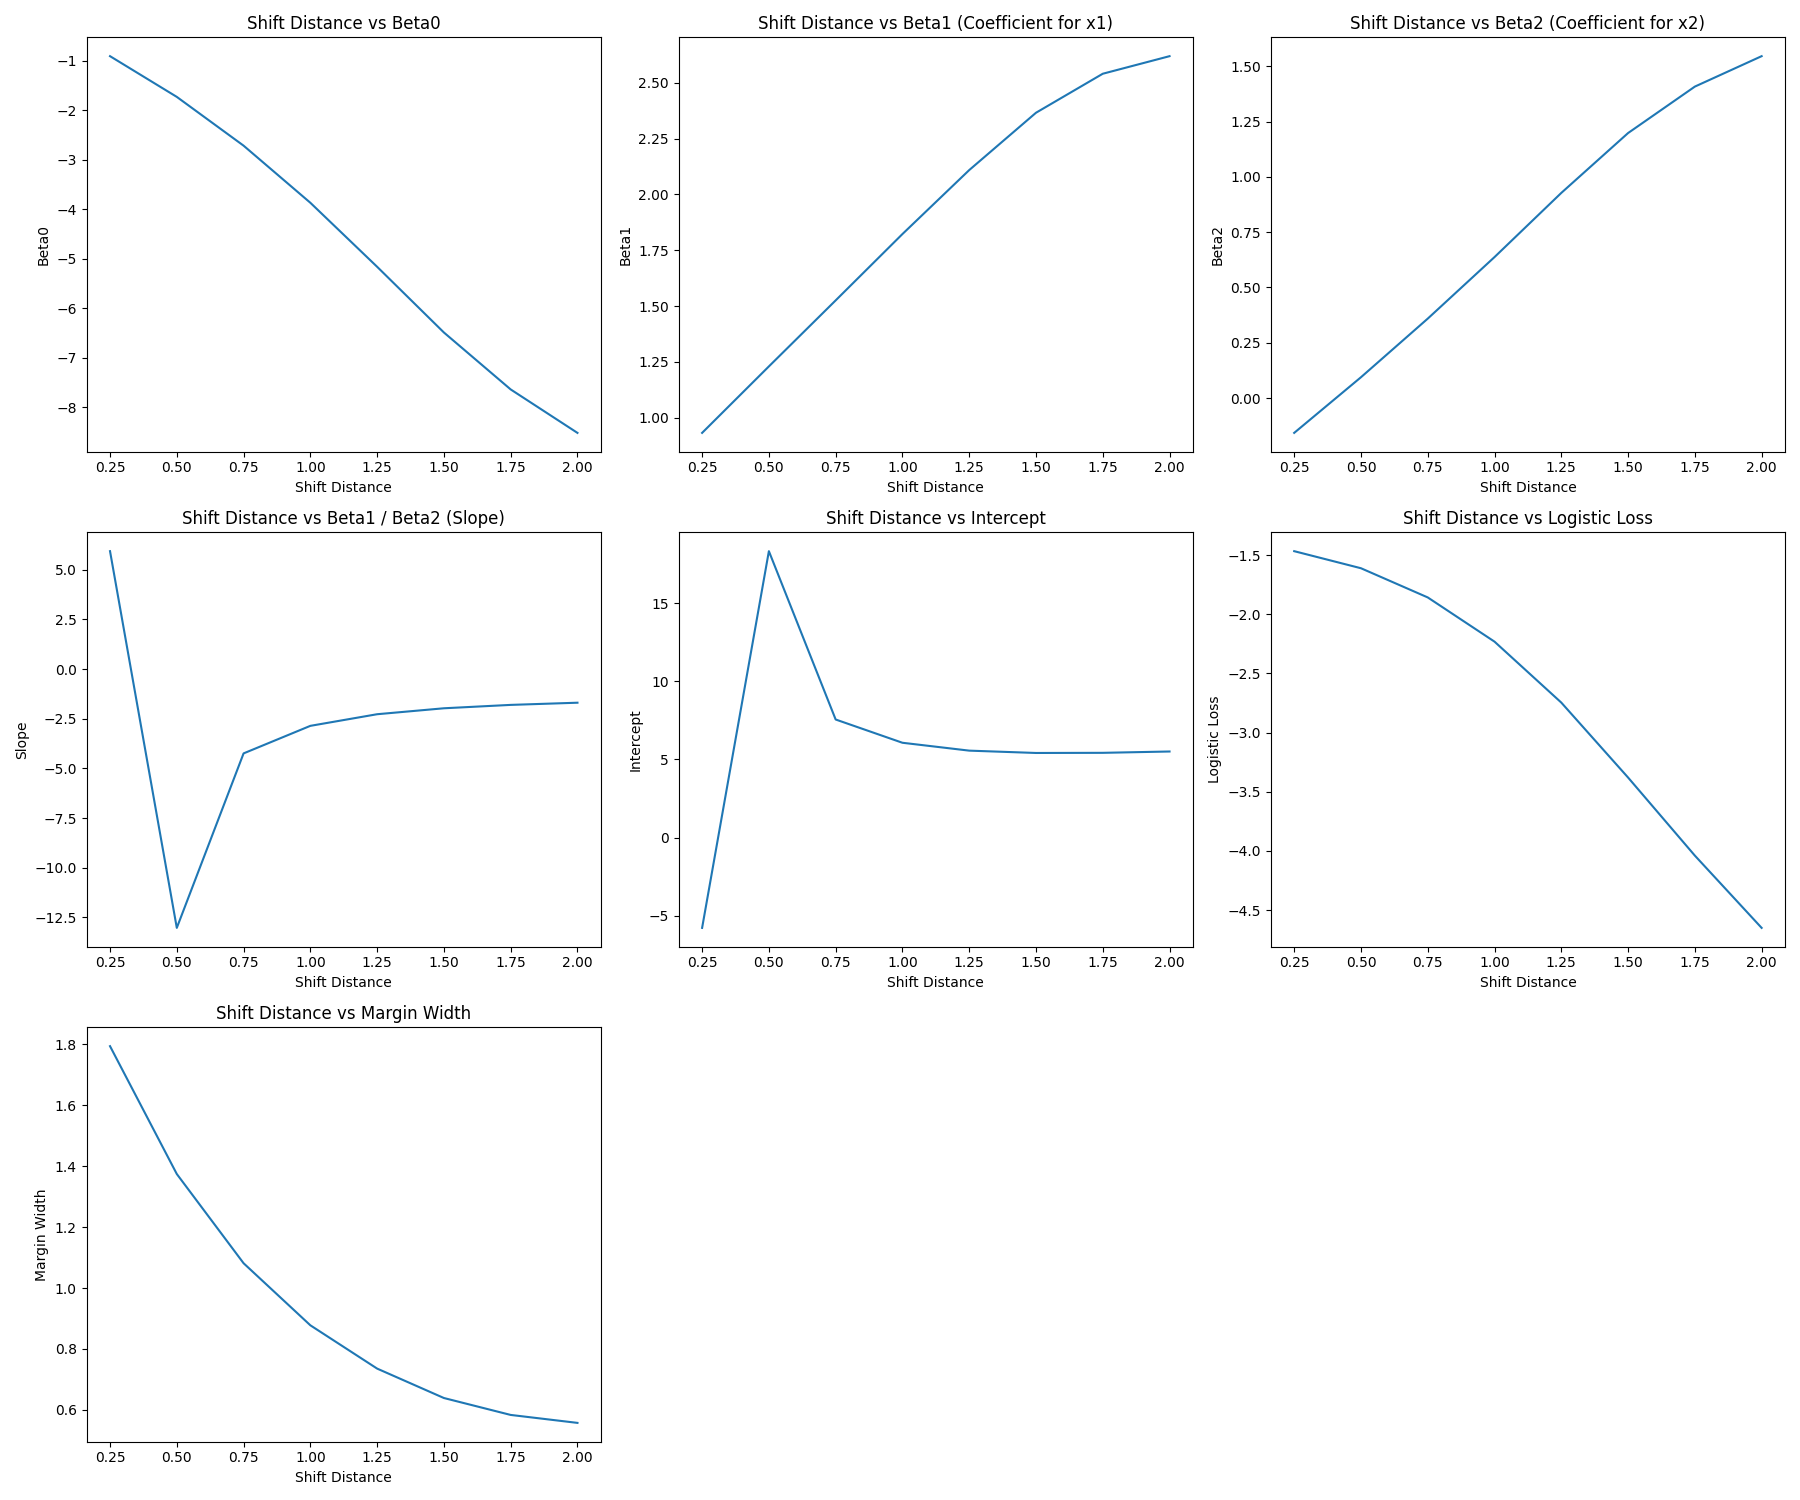 Shift Distance vs Beta0
−1
−2
−3
−4
−5
−6
−7
−8
Beta0
0.25 0.50 0.75 1.00 1.25 1.50 1.75 2.00
Shift Distance
Shift Distance vs Beta1 (Coefficient for x1)
2.50
2.25
2.00
1.75
1.50
1.25
1.00
Beta1
0.25 0.50 0.75 1.00 1.25 1.50 1.75 2.00
Shift Distance
Shift Distance vs Beta2 (Coefficient for x2)
1.50
1.25
1.00
0.75
0.50
0.25
0.00
Beta2
0.25 0.50 0.75 1.00 1.25 1.50 1.75 2.00
Shift Distance
Shift Distance vs Beta1 / Beta2 (Slope)
5.0
2.5
0.0
−2.5
−5.0
−7.5
−10.0
−12.5
Slope
0.25 0.50 0.75 1.00 1.25 1.50 1.75 2.00
Shift Distance
Shift Distance vs Intercept
15
10
5
0
−5
Intercept
0.25 0.50 0.75 1.00 1.25 1.50 1.75 2.00
Shift Distance
Shift Distance vs Logistic Loss
−1.5
−2.0
−2.5
−3.0
−3.5
−4.0
−4.5
Logistic Loss
0.25 0.50 0.75 1.00 1.25 1.50 1.75 2.00
Shift Distance
Shift Distance vs Margin Width
1.8
1.6
1.4
1.2
1.0
0.8
0.6
Margin Width
0.25 0.50 0.75 1.00 1.25 1.50 1.75 2.00
Shift Distance